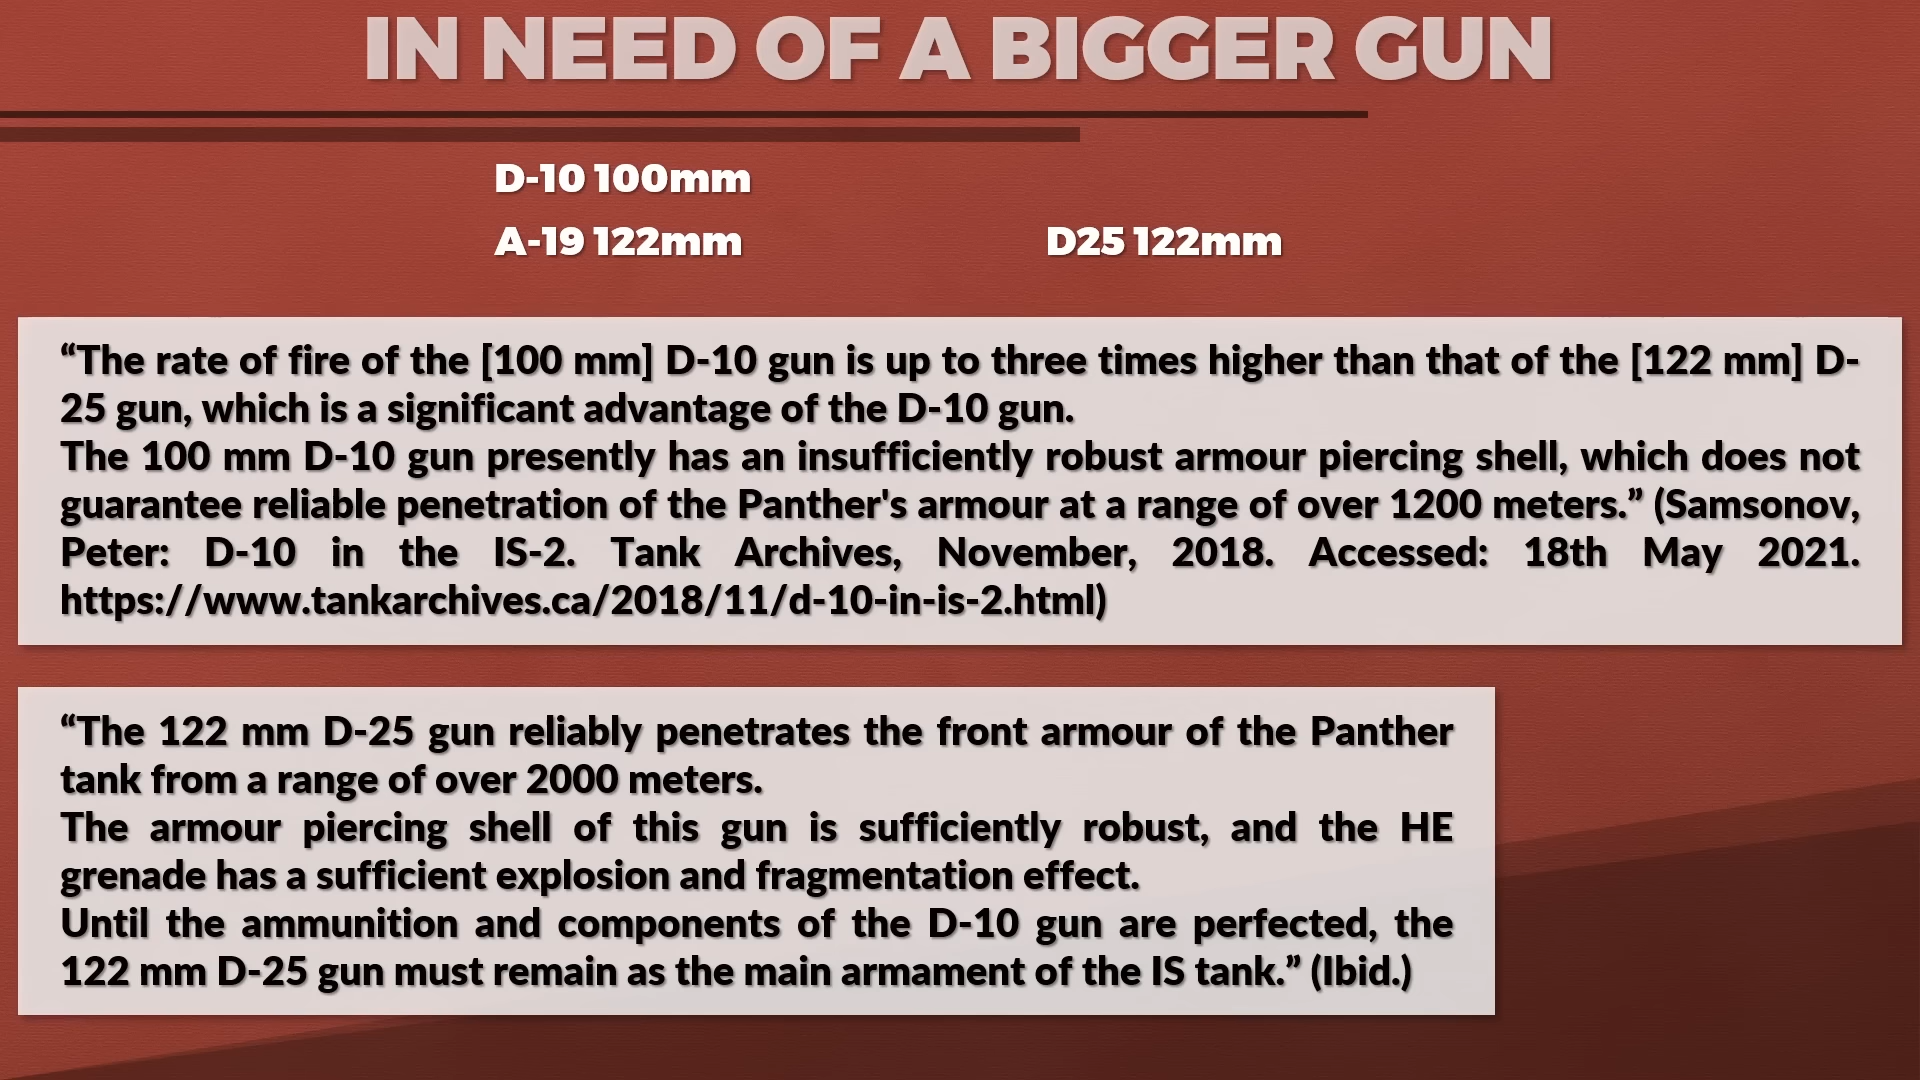 IN NEED OF A BIGGER GUN
D-10 100mm
A-19 122mm
D25 122mm
“The rate of fire of the [100 mm] D-10 gun is up to three times higher than that of the [122 mm] D-
25 gun, which is a significant advantage of the D-10 gun.
The 100 mm D-10 gun presently has an insufficiently robust armour piercing shell, which does not
guarantee reliable penetration of the Panther's armour at a range of over 1200 meters.” (Samsonov,
Peter: D-10 in the IS-2. Tank Archives, November, 2018. Accessed: 18th May 2021.
https://www.tankarchives.ca/2018/11/d-10-in-is-2.html)
“The 122 mm D-25 gun reliably penetrates the front armour of the Panther
tank from a range of over 2000 meters.
The armour piercing shell of this gun is sufficiently robust, and the HE
grenade has a sufficient explosion and fragmentation effect.
Until the ammunition and components of the D-10 gun are perfected, the
122 mm D-25 gun must remain as the main armament of the IS tank.” (Ibid.)